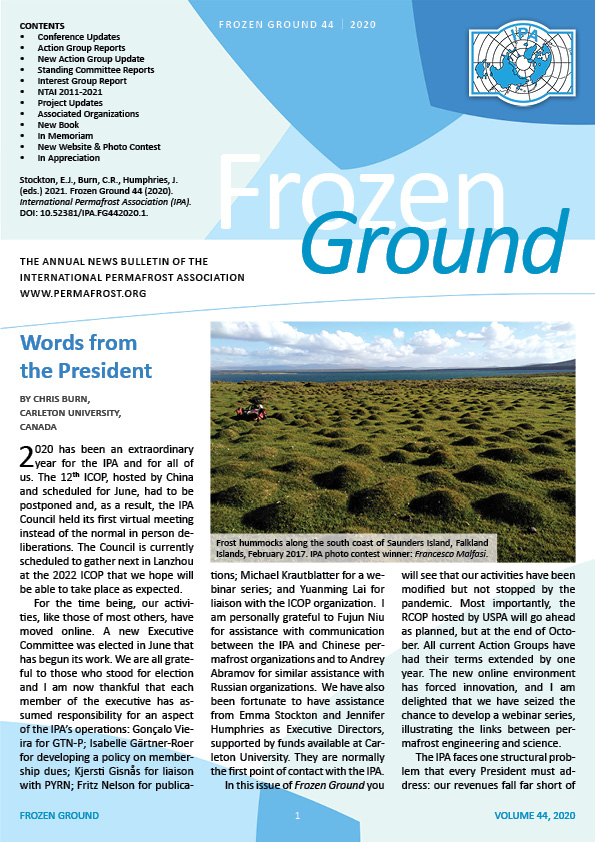 CONTENTS
• Conference Updates
• Action Group Reports
• New Action Group Update
• Standing Committee Reports
• Interest Group Report
• NTAI 2011-2021
• Project Updates
• Associated Organizations
• New Book
• In Memoriam
• New Website & Photo Contest
• In Appreciation
Stockton, E.J., Burn, C.R., Humphries, J.
(eds.) 2021. Frozen Ground 44 (2020).
International Permafrost Association (IPA).
DOI: 10.52381/IPA.FG442020.1.
FROZEN GROUND 44 | 2020
IPA
Frozen
Ground
THE ANNUAL NEWS BULLETIN OF THE
INTERNATIONAL PERMAFROST ASSOCIATION
WWW.PERMAFROST.ORG
Words from
the President
BY CHRIS BURN,
CARLETON UNIVERSITY,
CANADA
2020 has been an extraordinary
year for the IPA and for all of
us. The 12th ICOP, hosted by China
and scheduled for June, had to be
postponed and, as a result, the IPA
Council held its first virtual meeting
instead of the normal in person de-
liberations. The Council is currently
scheduled to gather next in Lanzhou
at the 2022 ICOP that we hope will
be able to take place as expected.
For the time being, our activi-
ties, like those of most others, have
moved online. A new Executive
Committee was elected in June that
has begun its work. We are all grate-
ful to those who stood for election
and I am now thankful that each
member of the executive has as-
sumed responsibility for an aspect
of the IPA's operations: Gonçalo Vie-
ira for GTN-P; Isabelle Gärtner-Roer
for developing a policy on member-
ship dues; Kjersti Gisnås for liaison
with PYRN; Fritz Nelson for publica-
Frost hummocks along the south coast of Saunders Island, Falkland
Islands, February 2017. IPA photo contest winner: Francesco Malfasi.
tions; Michael Krautblatter for a we-
binar series; and Yuanming Lai for
liaison with the ICOP organization. I
am personally grateful to Fujun Niu
for assistance with communication
between the IPA and Chinese per-
mafrost organizations and to Andrey
Abramov for similar assistance with
Russian organizations. We have also
been fortunate to have assistance
from Emma Stockton and Jennifer
Humphries as Executive Directors,
supported by funds available at Car-
leton University. They are normally
the first point of contact with the IPA.
In this issue of Frozen Ground you
will see that our activities have been
modified but not stopped by the
pandemic. Most importantly, the
RCOP hosted by USPA will go ahead
as planned, but at the end of Octo-
ber. All current Action Groups have
had their terms extended by one
year. The new online environment
has forced innovation, and I am
delighted that we have seized the
chance to develop a webinar series,
illustrating the links between per-
mafrost engineering and science.
The IPA faces one structural prob-
lem that every President must ad-
dress: our revenues fall far short of
FROZEN GROUND
1
VOLUME 44, 2020